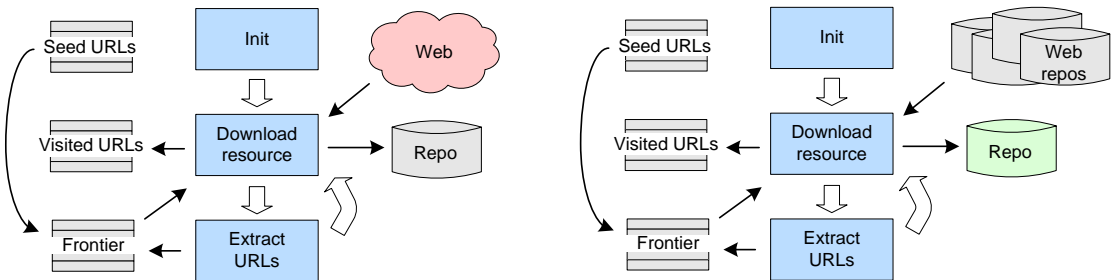 Seed URLs
Init
Web
Visited URLs
Download
resource
Repo
Frontier
Extract
URLs
Seed URLs
Init
Web
repos
Visited URLs
Download
resource
Repo
Frontier
Extract
URLs